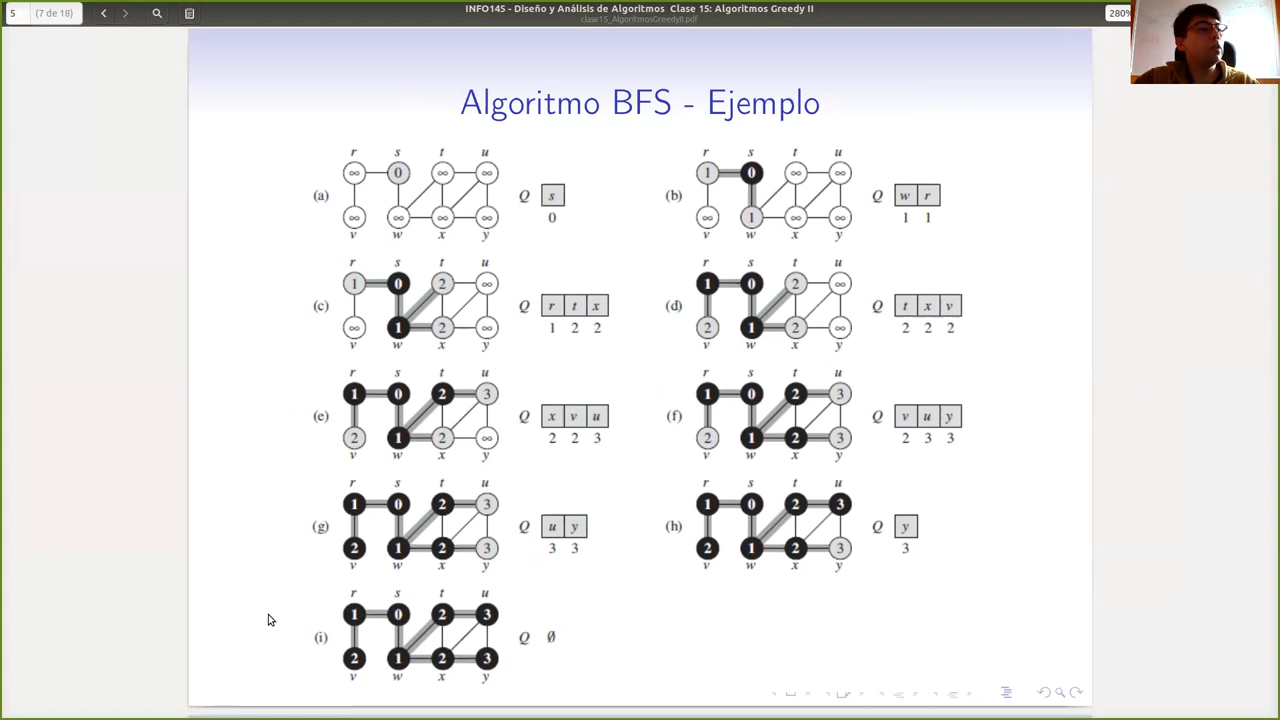 5 (7 de 18)
INFO145 - Diseño y Análisis de Algoritmos Clase 15: Algoritmos Greedy II
clase15_AlgoritmosGreedyII.pdf
280%
Algoritmo BFS - Ejemplo
r s t u
∞ 0 ∞ ∞
(a) Q s
0
∞ ∞ ∞ ∞
v w x y
r s t u
1 0 ∞ ∞
(b) Q w r
1 1
∞ 1 ∞ ∞
v w x y
r s t u
1 0 2 ∞
(c) Q r t x
1 2 2
∞ 1 2 ∞
v w x y
r s t u
1 0 2 ∞
(d) Q t x v
2 2 2
2 1 2 ∞
v w x y
r s t u
1 0 2 3
(e) Q x v u
2 2 3
2 1 2 ∞
v w x y
r s t u
1 0 2 3
(f) Q v u y
2 3 3
2 1 2 3
v w x y
r s t u
1 0 2 3
(g) Q u y
3 3
2 1 2 3
v w x y
r s t u
1 0 2 3
(h) Q y
3
2 1 2 3
v w x y
r s t u
1 0 2 3
(i) Q ∅
2 1 2 3
v w x y